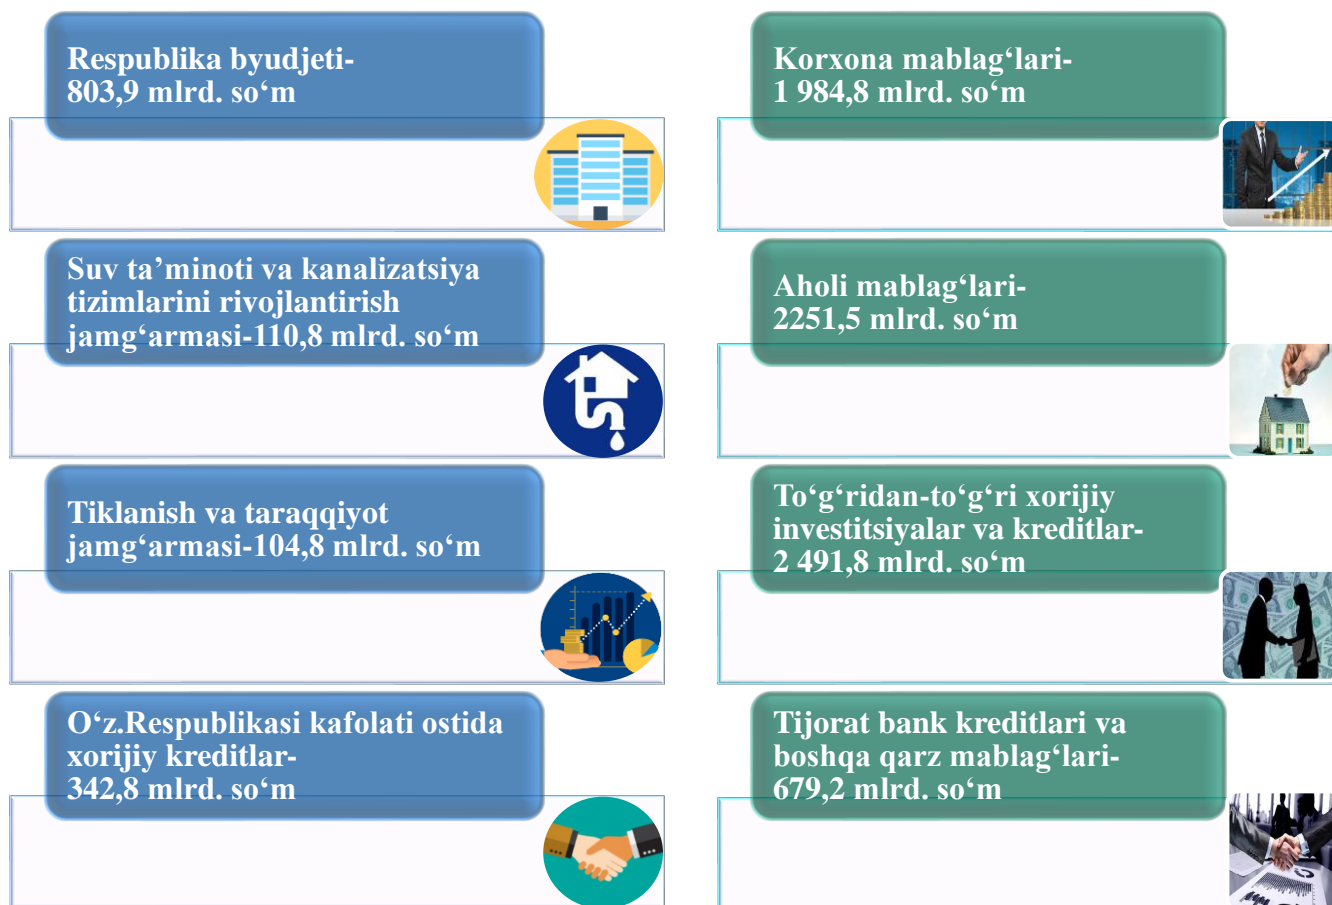 Respublika byudjeti-
803,9 mlrd. so‘m
Suv ta’minoti va kanalizatsiya
tizimlarini rivojlantirish
jamg‘armasi-110,8 mlrd. so‘m
Tiklanish va taraqqiyot
jamg‘armasi-104,8 mlrd. so‘m
O‘z.Respublikasi kafolati ostida
xorijiy kreditlar-
342,8 mlrd. so‘m
Korxona mablag‘lari-
1 984,8 mlrd. so‘m
Aholi mablag‘lari-
2251,5 mlrd. so‘m
To‘g‘ridan-to‘g‘ri xorijiy
investitsiyalar va kreditlar-
2 491,8 mlrd. so‘m
Tijorat bank kreditlari va
boshqa qarz mablag‘lari-
679,2 mlrd. so‘m